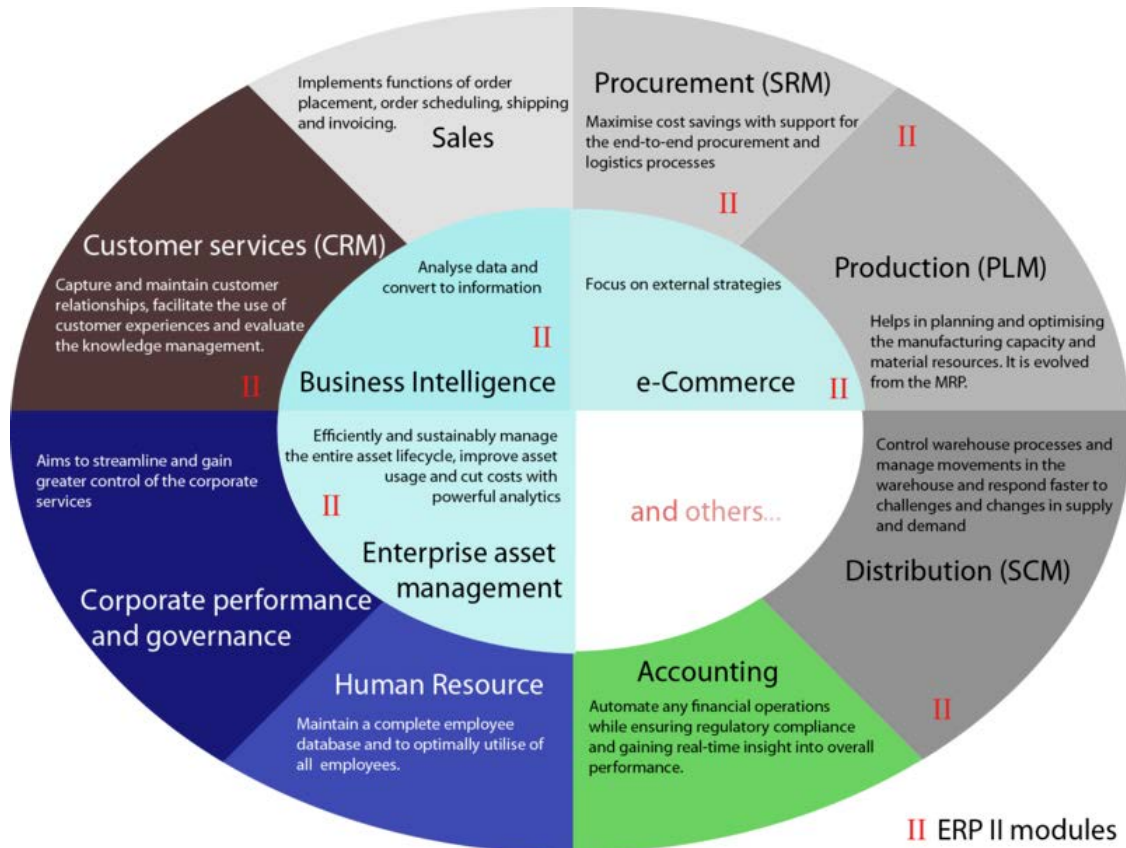 Implements functions of order
placement, order scheduling, shipping
and invoicing.
Sales
Procurement (SRM)
Maximise cost savings with support for
the end-to-end procurement and
logistics processes
II
II
Production (PLM)
Helps in planning and optimising
the manufacturing capacity and
material resources. It is evolved
from the MRP.
Customer services (CRM)
Capture and maintain customer
relationships, facilitate the use of
customer experiences and evaluate
the knowledge management.
II
Analyse data and
convert to information
II
Business Intelligence
Focus on external strategies
e-Commerce
II
Aims to streamline and gain
greater control of the corporate
services
Corporate performance
and governance
Efficiently and sustainably manage
the entire asset lifecycle, improve asset
usage and cut costs with
powerful analytics
II
Enterprise asset
management
and others...
Control warehouse processes and
manage movements in the
warehouse and respond faster to
challenges and changes in supply
and demand
Distribution (SCM)
II
Human Resource
Maintain a complete employee
database and to optimally utilise of
all employees.
Accounting
Automate any financial operations
while ensuring regulatory compliance
and gaining real-time insight into overall
performance.
II ERP II modules